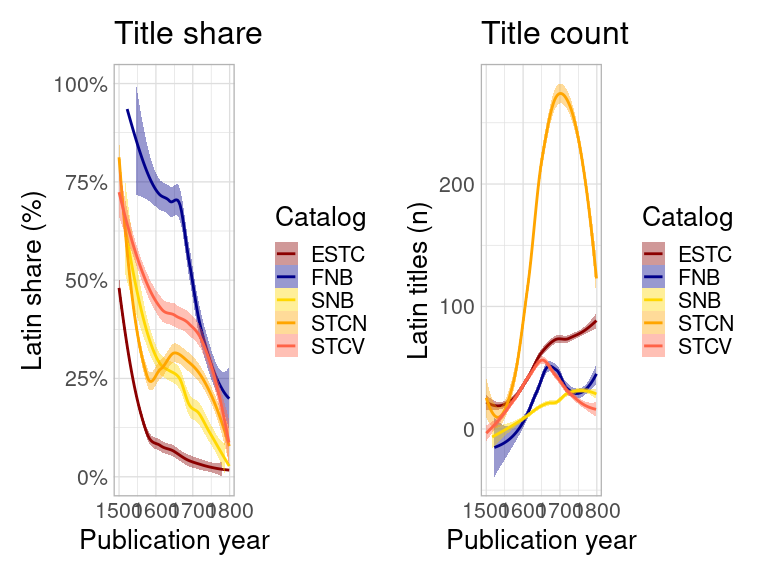 Title share
Latin share (%)
100%
75%
50%
25%
0%
1500 1600 1700 1800
Publication year
Catalog
ESTC
FNB
SNB
STCN
STCV
Title count
Latin titles (n)
200
100
0
1500 1600 1700 1800
Publication year
Catalog
ESTC
FNB
SNB
STCN
STCV